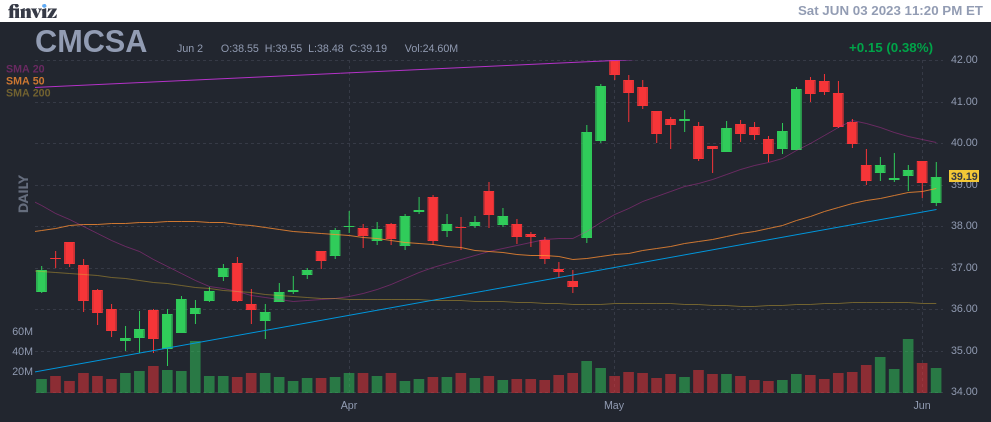 finviz
Sat JUN 03 2023 11:20 PM ET
CMCSA
Jun 2 O:38.55 H:39.55 L:38.48 C:39.19 Vol:24.60M
+0.15 (0.38%)
SMA 20
SMA 50
SMA 200
DAILY
42.00
41.00
40.00
39.19
39.00
38.00
37.00
36.00
35.00
34.00
60M
40M
20M
Apr May Jun